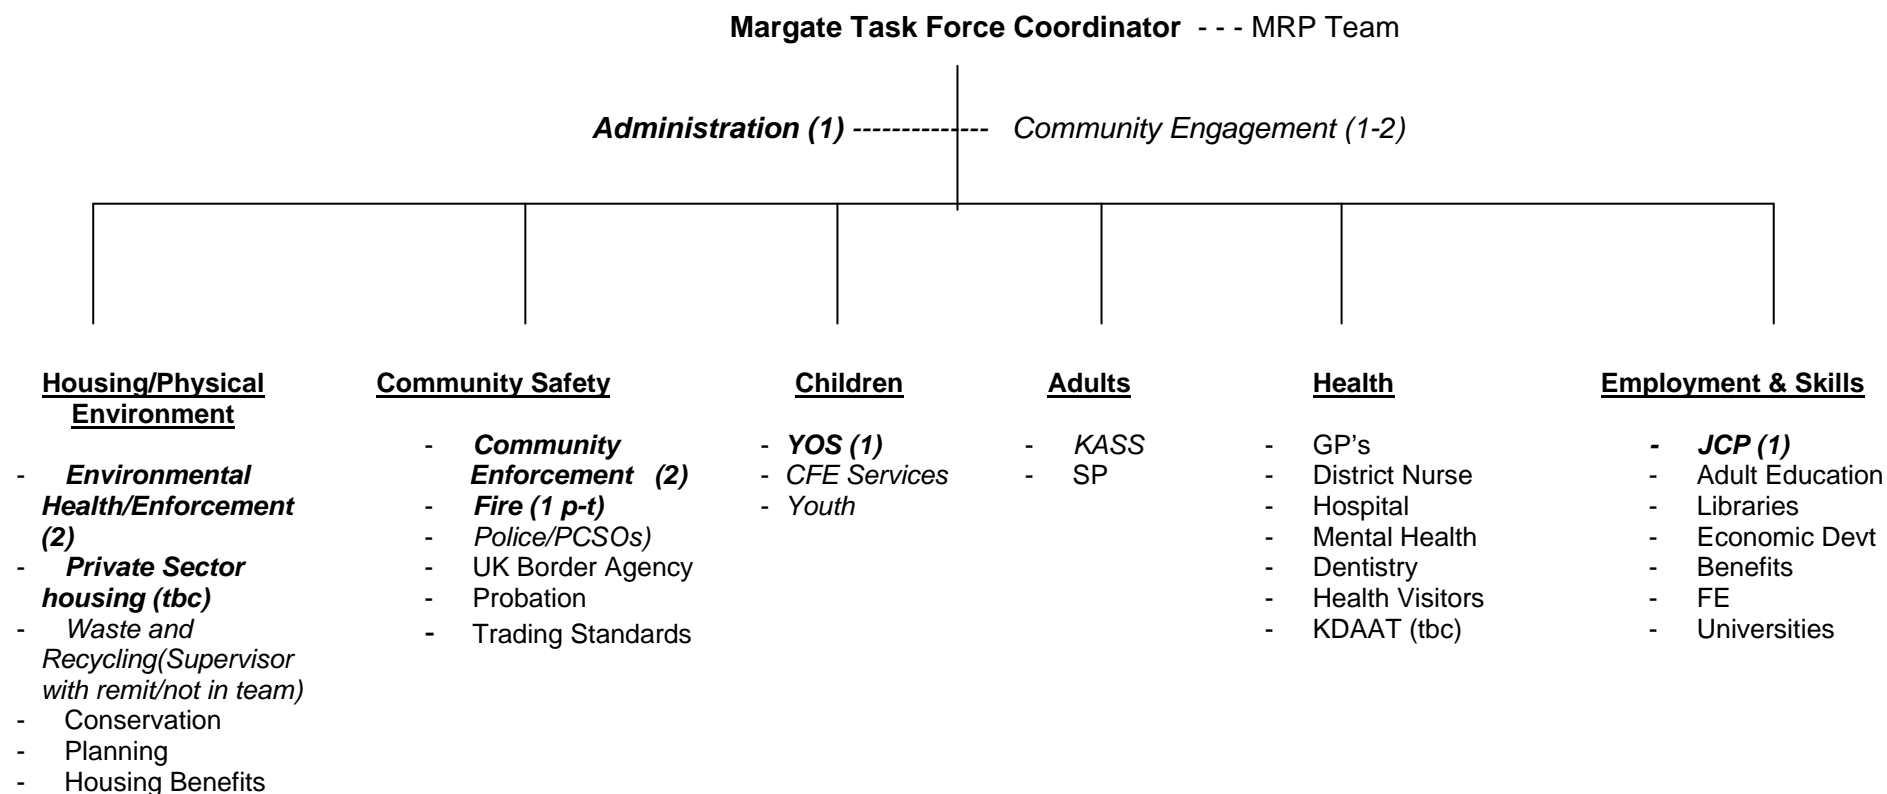 Margate Task Force Coordinator - - - MRP Team
Administration (1) -------------- Community Engagement (1-2)
Housing/Physical
Environment
- Environmental
Health/Enforcement
(2)
- Private Sector
housing (tbc)
- Waste and
Recycling(Supervisor
with remit/not in team)
- Conservation
- Planning
- Housing Benefits
Community Safety
- Community
Enforcement (2)
- Fire (1 p-t)
- Police/PCSOs)
- UK Border Agency
- Probation
- Trading Standards
Children
- YOS (1)
- CFE Services
- Youth
Adults
- KASS
- SP
Health
- GP's
- District Nurse
- Hospital
- Mental Health
- Dentistry
- Health Visitors
- KDAAT (tbc)
Employment & Skills
- JCP (1)
- Adult Education
- Libraries
- Economic Devt
- Benefits
- FE
- Universities